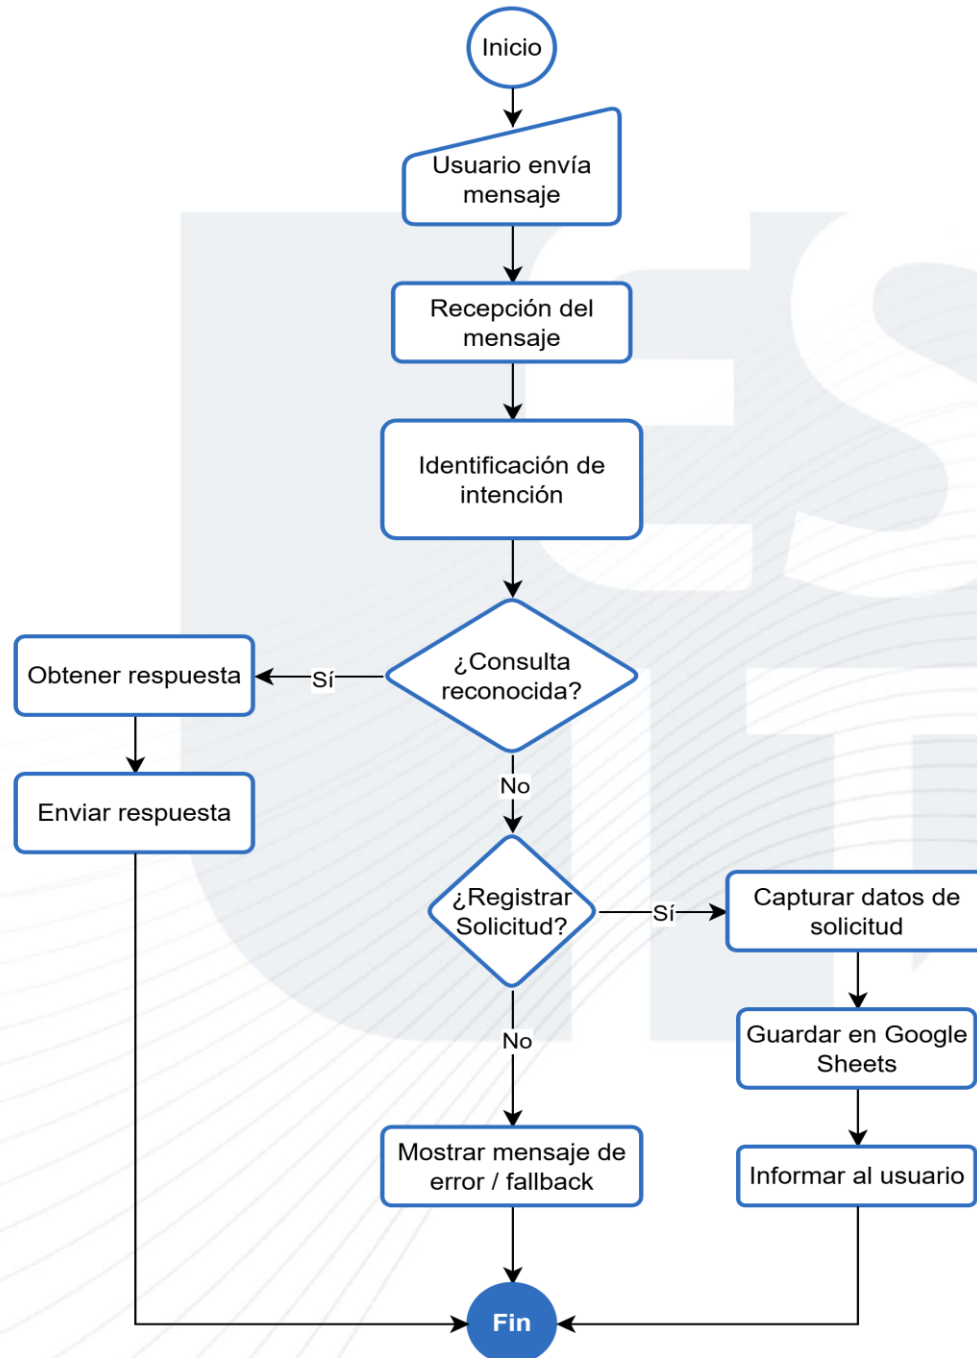 Inicio
Usuario envía
mensaje
Recepción del
mensaje
Identificación de
intención
¿Consulta
reconocida?
Sí
Obtener respuesta
Enviar respuesta
No
¿Registrar
Solicitud?
Sí
Capturar datos de
solicitud
Guardar en Google
Sheets
Informar al usuario
No
Mostrar mensaje de
error / fallback
Fin